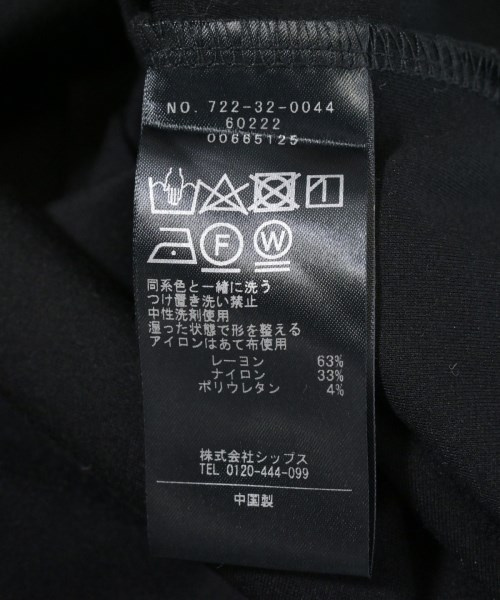 NO. 722-32-0044
60222
00665125
F W
同系色と一緒に洗う
つけ置き洗い禁止
中性洗剤使用
湿った状態で形を整える
アイロンはあて布使用
レーヨン 63%
ナイロン 33%
ポリウレタン 4%
株式会社シップス
TEL 0120-444-099
中国製